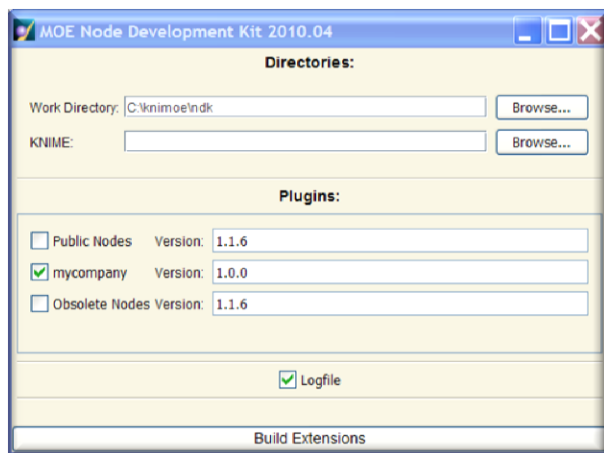 MOE Node Development Kit 2010.04
Directories:
Work Directory: C:\knimoe\ndk Browse...
KNIME: Browse...
Plugins:
Public Nodes Version: 1.1.6
mycompany Version: 1.0.0
Obsolete Nodes Version: 1.1.6
Logfile
Build Extensions